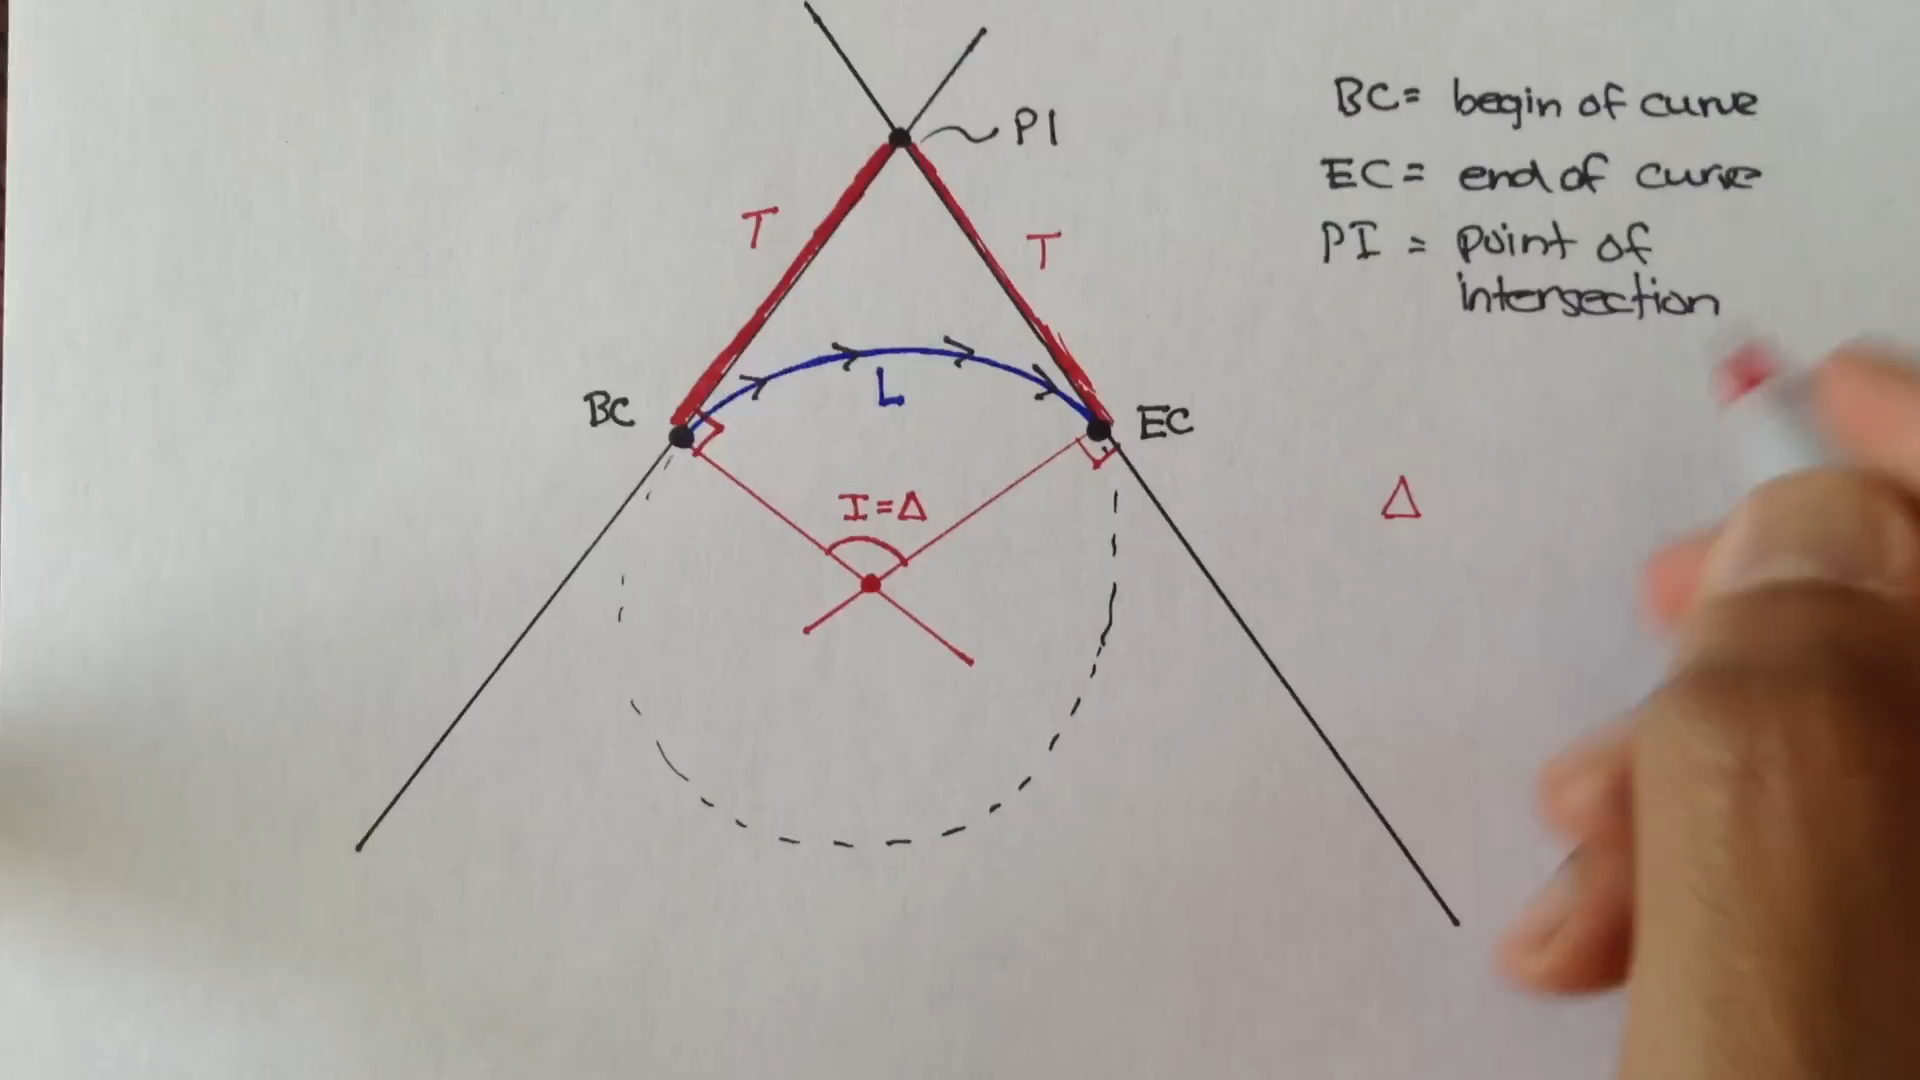 PI
BC= begin of curve
EC= end of curve
PI = point of
intersection
T
T
L
BC
EC
I=Δ
Δ